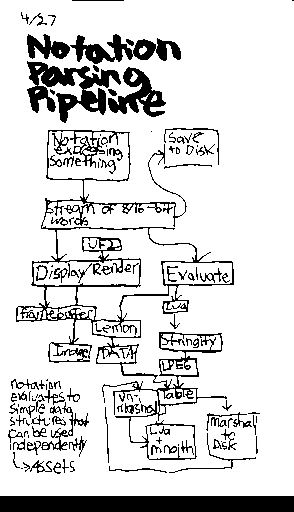 4/27
Notation
Parsing
Pipeline
Notation
expressing
something
Save
to Disk
Stream of 8/16-bit
words
UF2
Display/Render
Evaluate
Framebuffer
Lua
Lemon
Image
DATA
Stringify
LPEG
notation
evaluates to
simple data
structures that
can be used
independently
→Assets
Un-
marshal
Table
Lua
+
mnojth
marshall
to
Disk